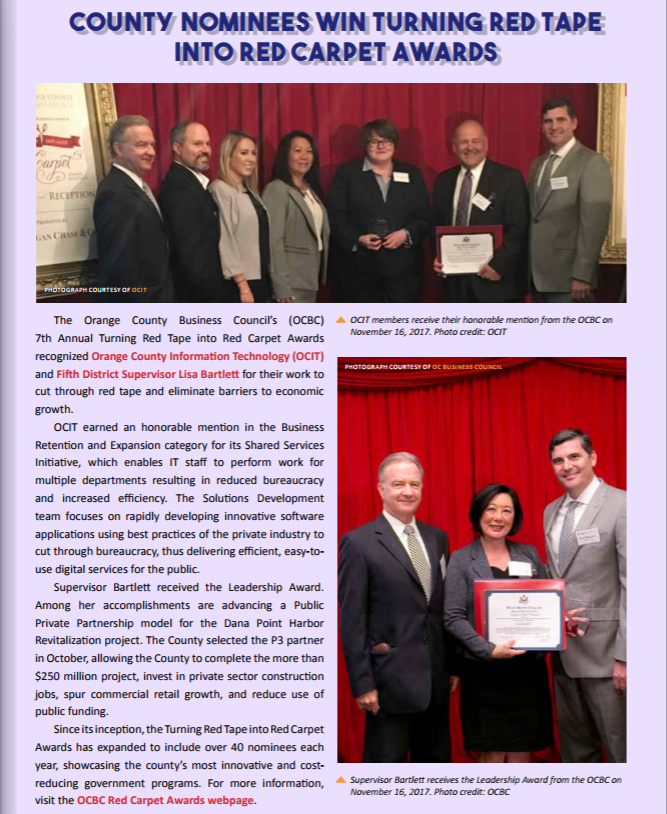 COUNTY NOMINEES WIN TURNING RED TAPE
INTO RED CARPET AWARDS
RECEPTION
GAN CHASE & C
PHOTOGRAPH COURTESY OF OCIT
The Orange County Business Council's (OCBC)
7th Annual Turning Red Tape into Red Carpet Awards
recognized Orange County Information Technology (OCIT)
and Fifth District Supervisor Lisa Bartlett for their work to
cut through red tape and eliminate barriers to economic
growth.
OCIT earned an honorable mention in the Business
Retention and Expansion category for its Shared Services
Initiative, which enables IT staff to perform work for
multiple departments resulting in reduced bureaucracy
and increased efficiency. The Solutions Development
team focuses on rapidly developing innovative software
applications using best practices of the private industry to
cut through bureaucracy, thus delivering efficient, easy-to-
use digital services for the public.
Supervisor Bartlett received the Leadership Award.
Among her accomplishments are advancing a Public
Private Partnership model for the Dana Point Harbor
Revitalization project. The County selected the P3 partner
in October, allowing the County to complete the more than
$250 million project, invest in private sector construction
jobs, spur commercial retail growth, and reduce use of
public funding.
Since its inception, the Turning Red Tape into Red Carpet
Awards has expanded to include over 40 nominees each
year, showcasing the county's most innovative and cost-
reducing government programs. For more information,
visit the OCBC Red Carpet Awards webpage.
OCIT members receive their honorable mention from the OCBC on
November 16, 2017. Photo credit: OCIT
PHOTOGRAPH COURTESY OF OC BUSINESS COUNCIL
Supervisor Bartlett receives the Leadership Award from the OCBC on
November 16, 2017. Photo credit: OCBC